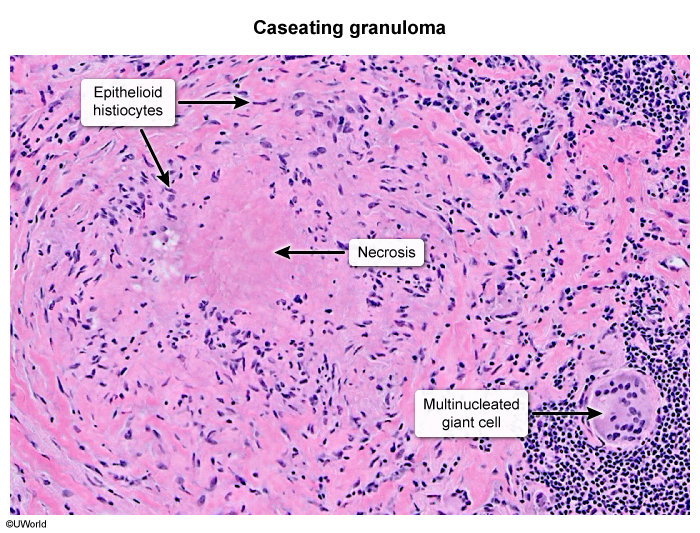 Caseating granuloma
Epithelioid
histiocytes
Necrosis
Multinucleated
giant cell
©UWorld